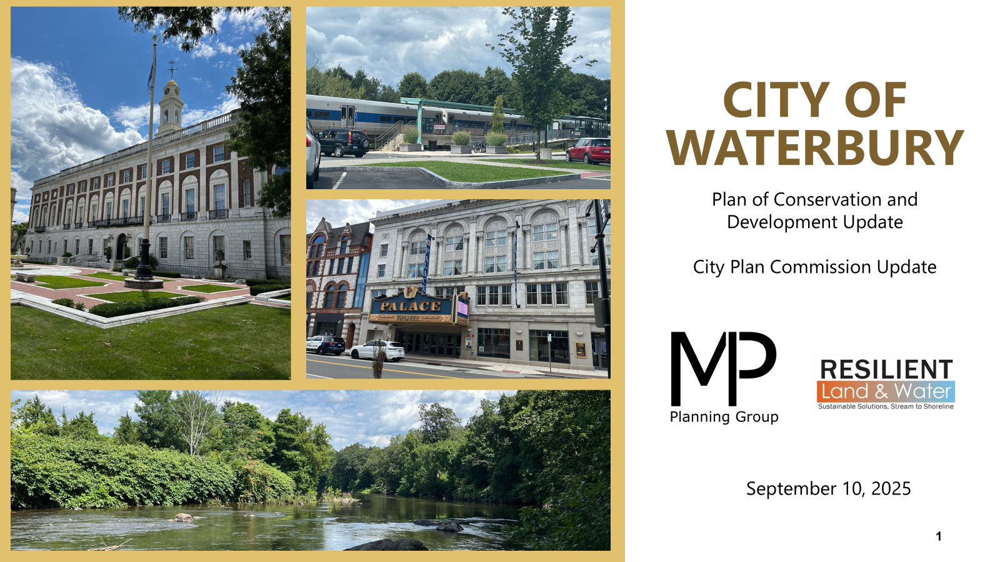 CITY OF
WATERBURY
Plan of Conservation and
Development Update
City Plan Commission Update
MP
Planning Group
RESILIENT
Land & Water
Sustainable Solutions, Stream to Shoreline
September 10, 2025
1
PALACE
P
PALACE